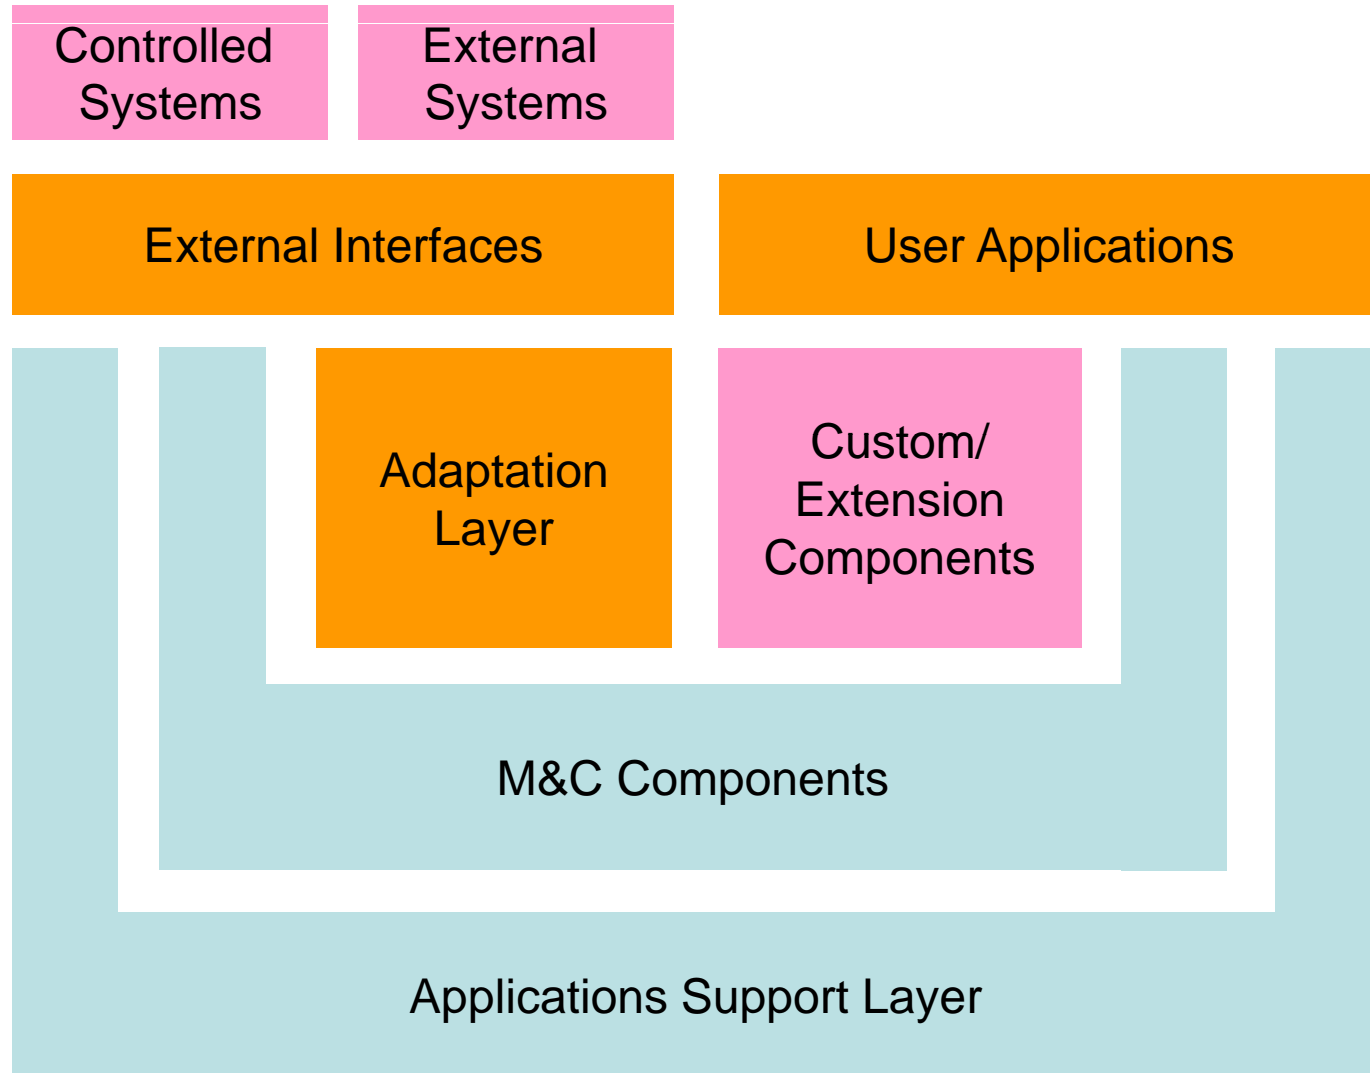 Controlled
Systems
External
Systems
External Interfaces
User Applications
Adaptation
Layer
Custom/
Extension
Components
M&C Components
Applications Support Layer